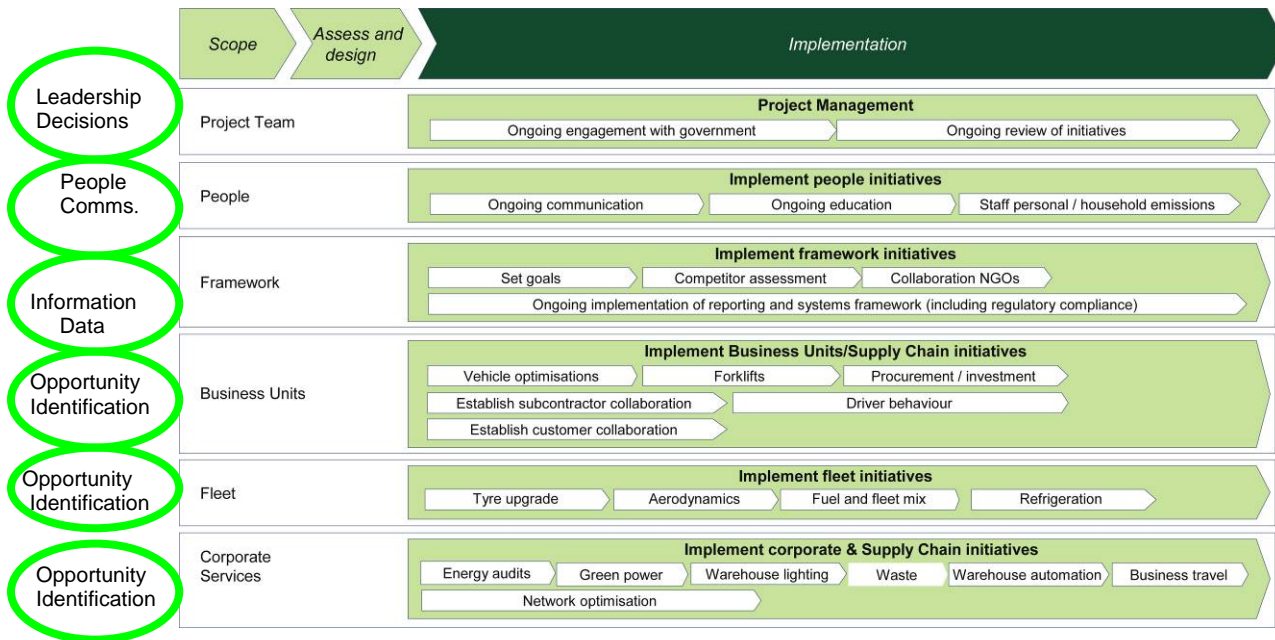 Scope
Assess and
design
Implementation
Leadership
Decisions
Project Team
Project Management
Ongoing engagement with government
Ongoing review of initiatives
People
Comms.
People
Implement people initiatives
Ongoing communication
Ongoing education
Staff personal / household emissions
Information
Data
Framework
Implement framework initiatives
Set goals
Competitor assessment
Collaboration NGOs
Ongoing implementation of reporting and systems framework (including regulatory compliance)
Opportunity
Identification
Business Units
Implement Business Units/Supply Chain initiatives
Vehicle optimisations
Forklifts
Procurement / investment
Establish subcontractor collaboration
Driver behaviour
Establish customer collaboration
Opportunity
Identification
Fleet
Implement fleet initiatives
Tyre upgrade
Aerodynamics
Fuel and fleet mix
Refrigeration
Opportunity
Identification
Corporate
Services
Implement corporate & Supply Chain initiatives
Energy audits
Green power
Warehouse lighting
Waste
Warehouse automation
Business travel
Network optimisation